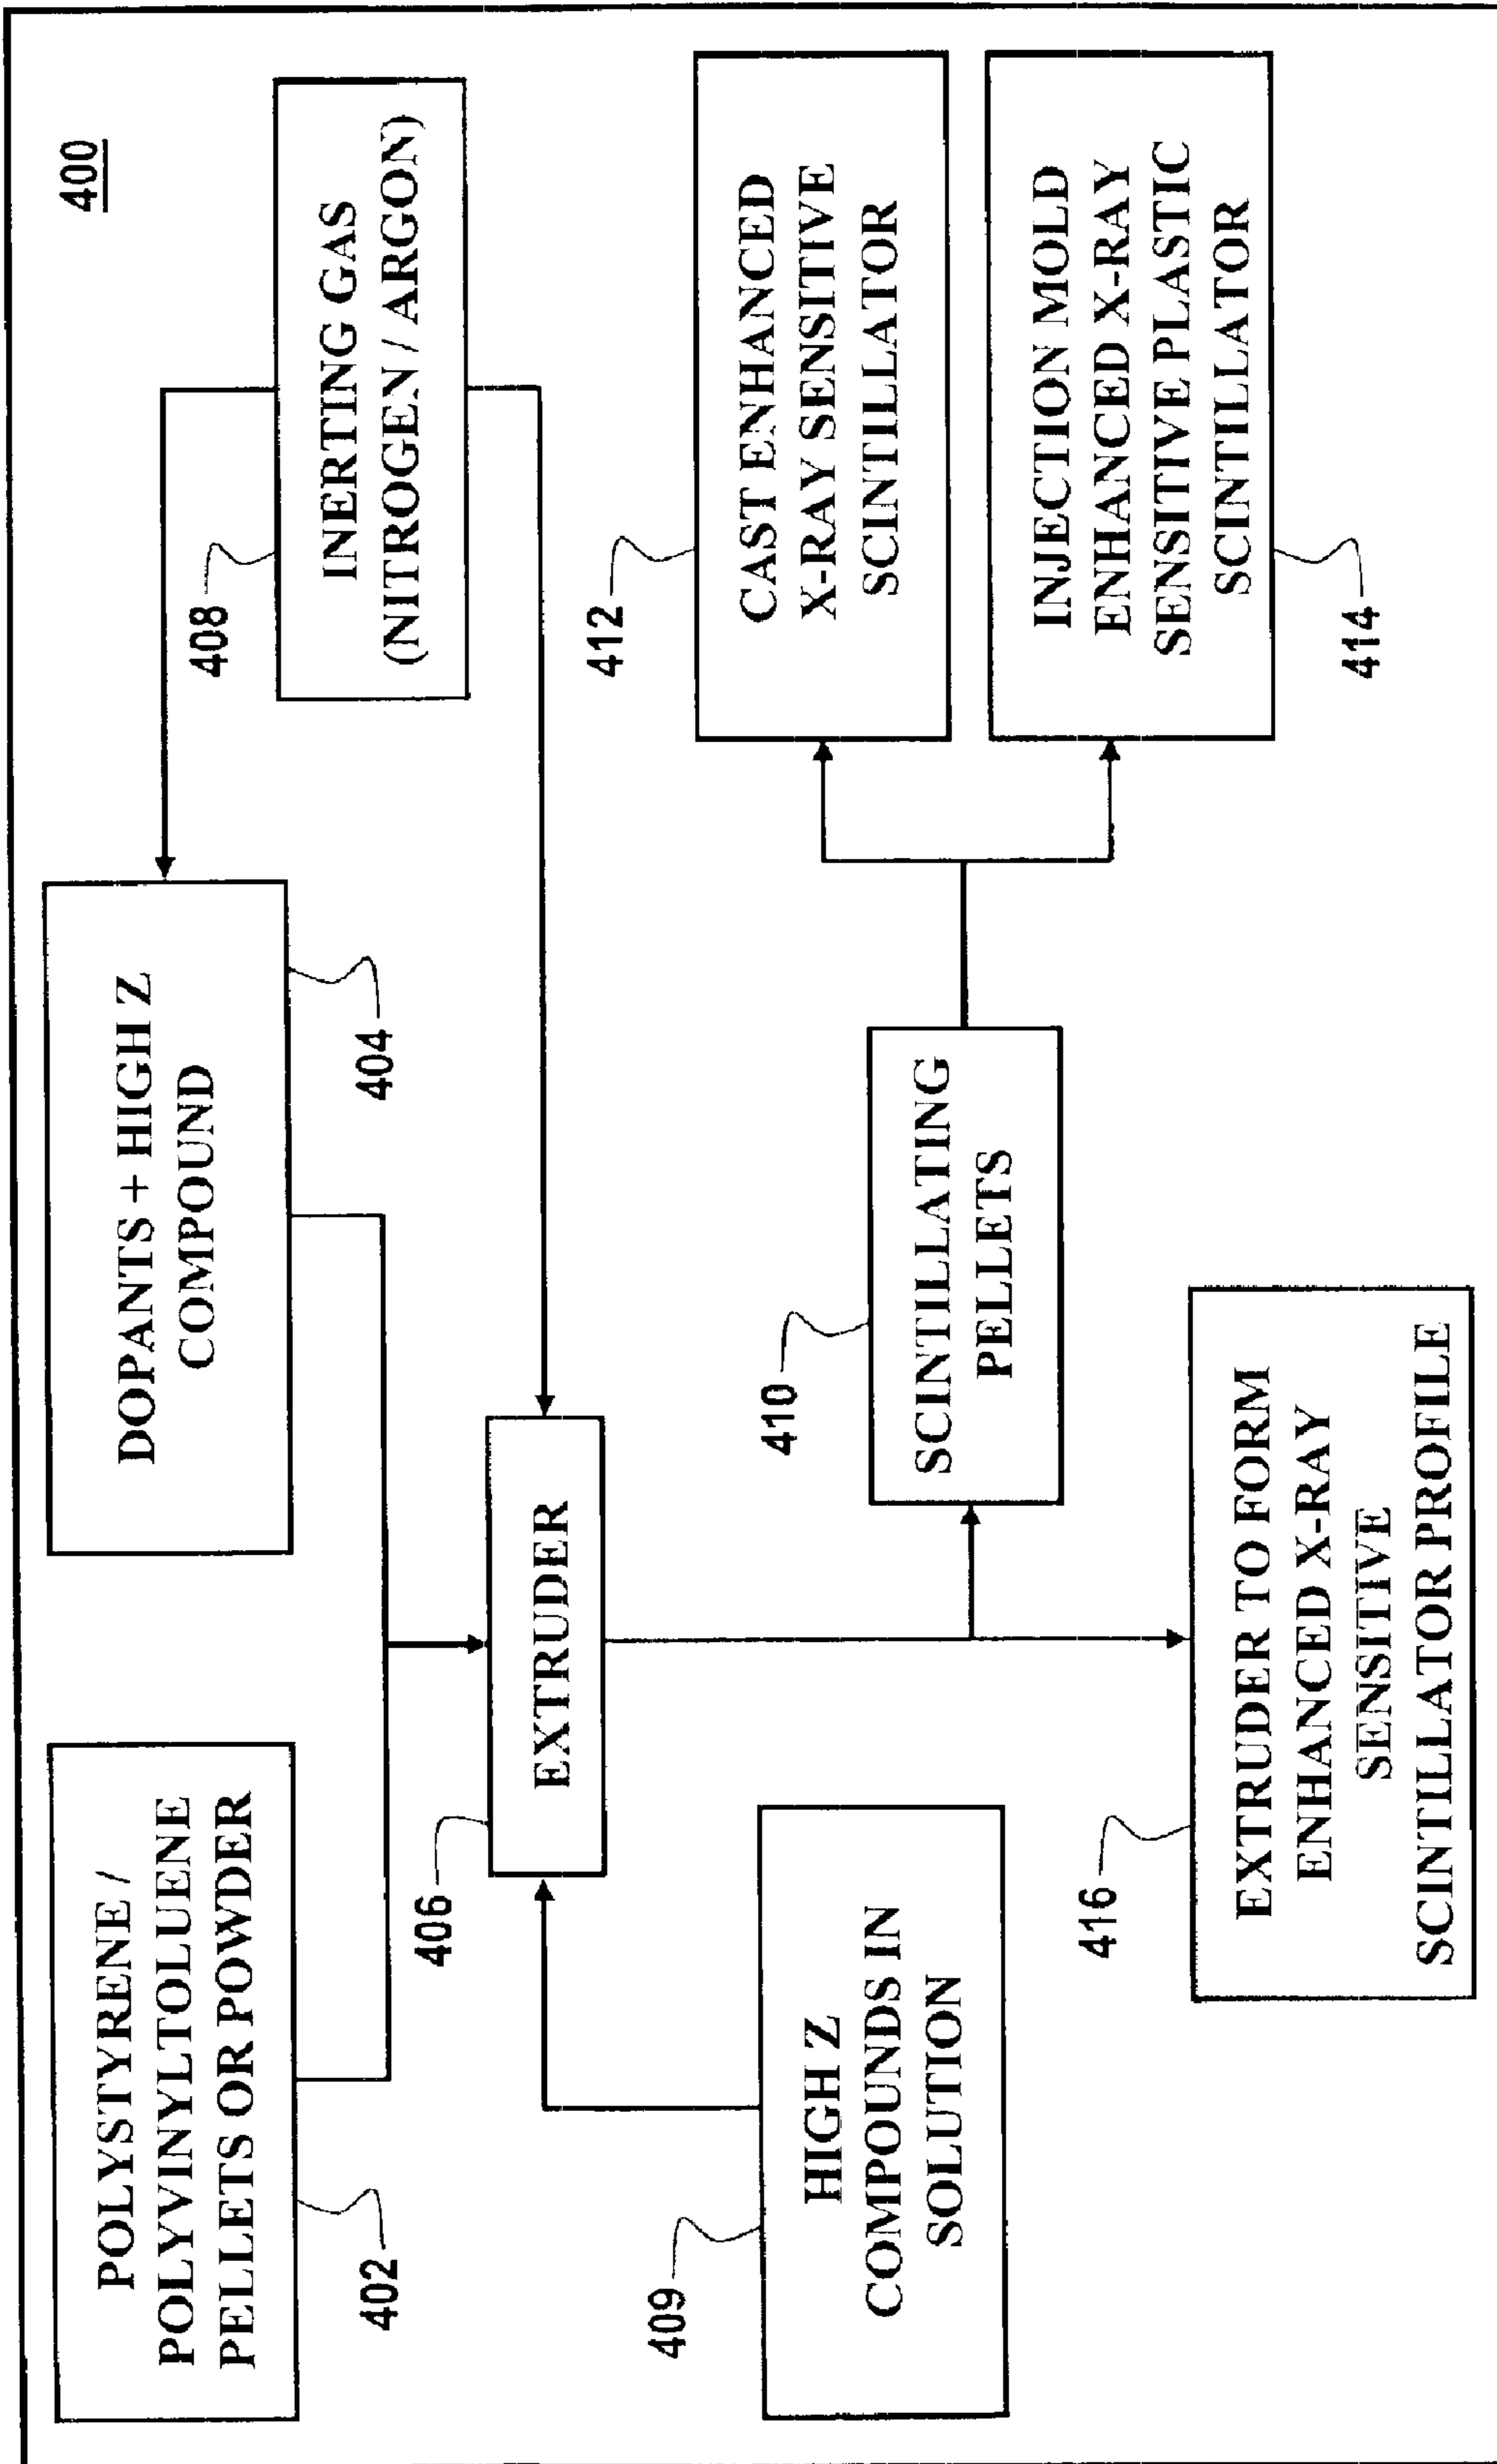 400
POLYSTYRENE /
POLYVINYLTOLUENE
PELLETS OR POWDER
402
DOPANTS + HIGH Z
COMPOUND
404
INERTING GAS
(NITROGEN / ARGON)
408
EXTRUDER
406
HIGH Z
COMPOUNDS IN
SOLUTION
409
SCINTILLATING
PELLETS
410
CAST ENHANCED
X-RAY SENSITIVE
SCINTILLATOR
412
INJECTION MOLD
ENHANCED X-RAY
SENSITIVE PLASTIC
SCINTILLATOR
414
EXTRUDER TO FORM
ENHANCED X-RAY
SENSITIVE
SCINTILLATOR PROFILE
416